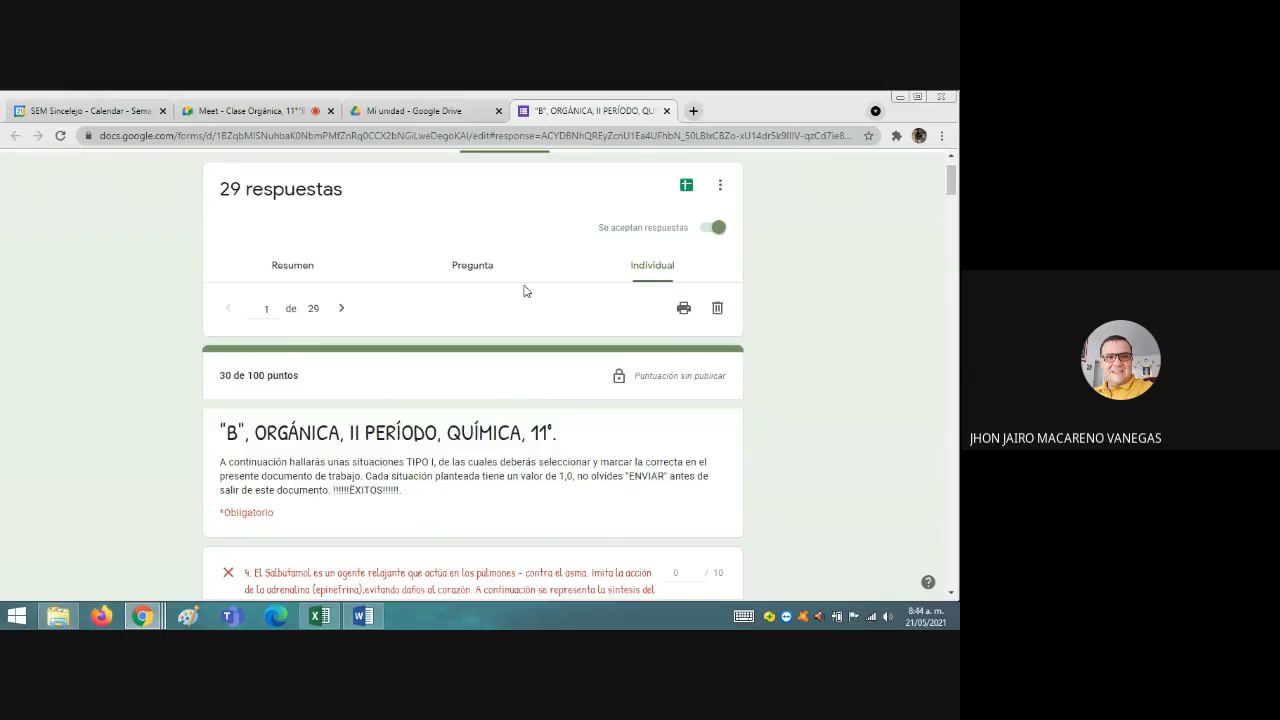 SEM Sincelejo - Calendar - Sema
Meet - Clase Orgánica, 11°"B
Mi unidad - Google Drive
"B", ORGÁNICA, II PERÍODO, QU
29 respuestas
Se aceptan respuestas
Resumen
Pregunta
Individual
1 de 29
30 de 100 puntos
Puntuación sin publicar
"B", ORGÁNICA, II PERÍODO, QUÍMICA, 11°.
A continuación hallarás unas situaciones TIPO I, de las cuales deberás seleccionar y marcar la correcta en el
presente documento de trabajo. Cada situación planteada tiene un valor de 1,0, no olvides "ENVIAR" antes de
salir de este documento. !!!!!!ËXITOS!!!!!!.
*Obligatorio
4. El Salbutamol es un agente relajante que actúa en los pulmones - contra el asma. Imita la acción
0 / 10
de la adrenalina (epinefrina),evitando daños al corazón. A continuación se representa la síntesis del
JHON JAIRO MACARENO VANEGAS
8:44 a. m.
21/05/2021